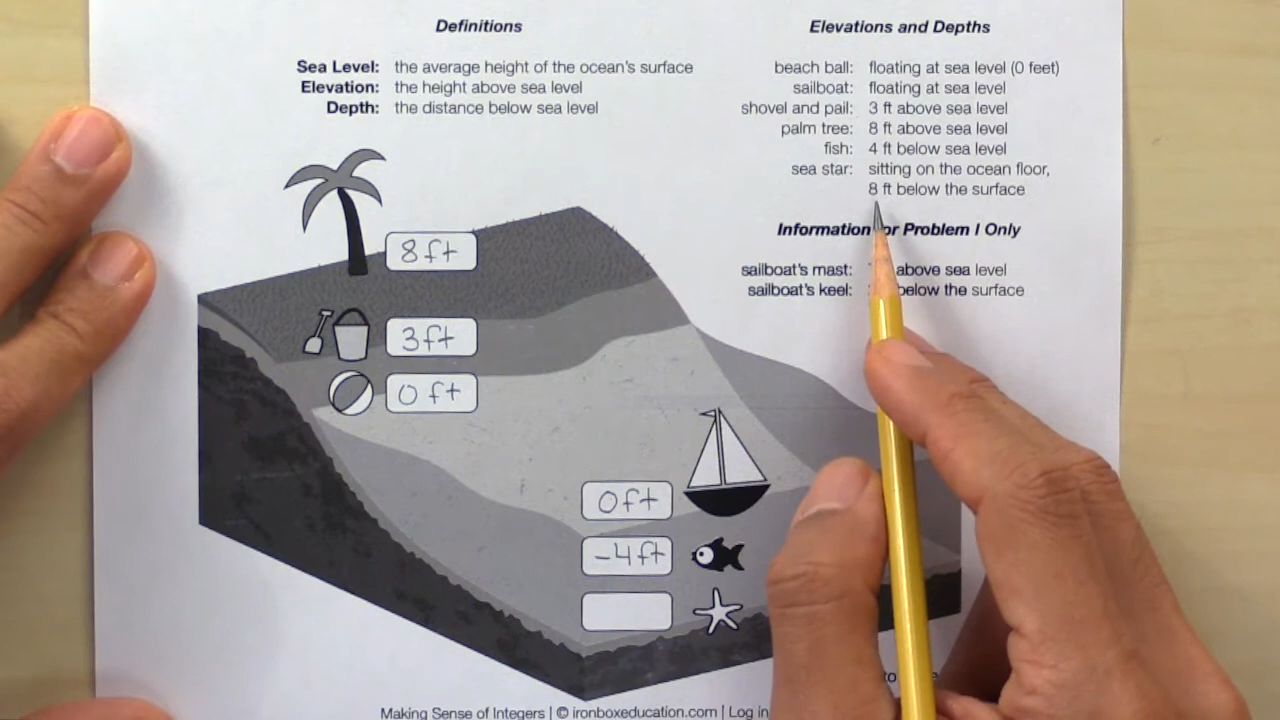 Definitions
Sea Level: the average height of the ocean's surface
Elevation: the height above sea level
Depth: the distance below sea level
Elevations and Depths
beach ball: floating at sea level (0 feet)
sailboat: floating at sea level
shovel and pail: 3 ft above sea level
palm tree: 8 ft above sea level
fish: 4 ft below sea level
sea star: sitting on the ocean floor,
8 ft below the surface
Information for Problem 1 Only
sailboat's mast: above sea level
sailboat's keel: below the surface
8 ft
3 ft
0 ft
0 ft
-4 ft
to
Making Sense of Integers | © ironboxeducation.com | Log in